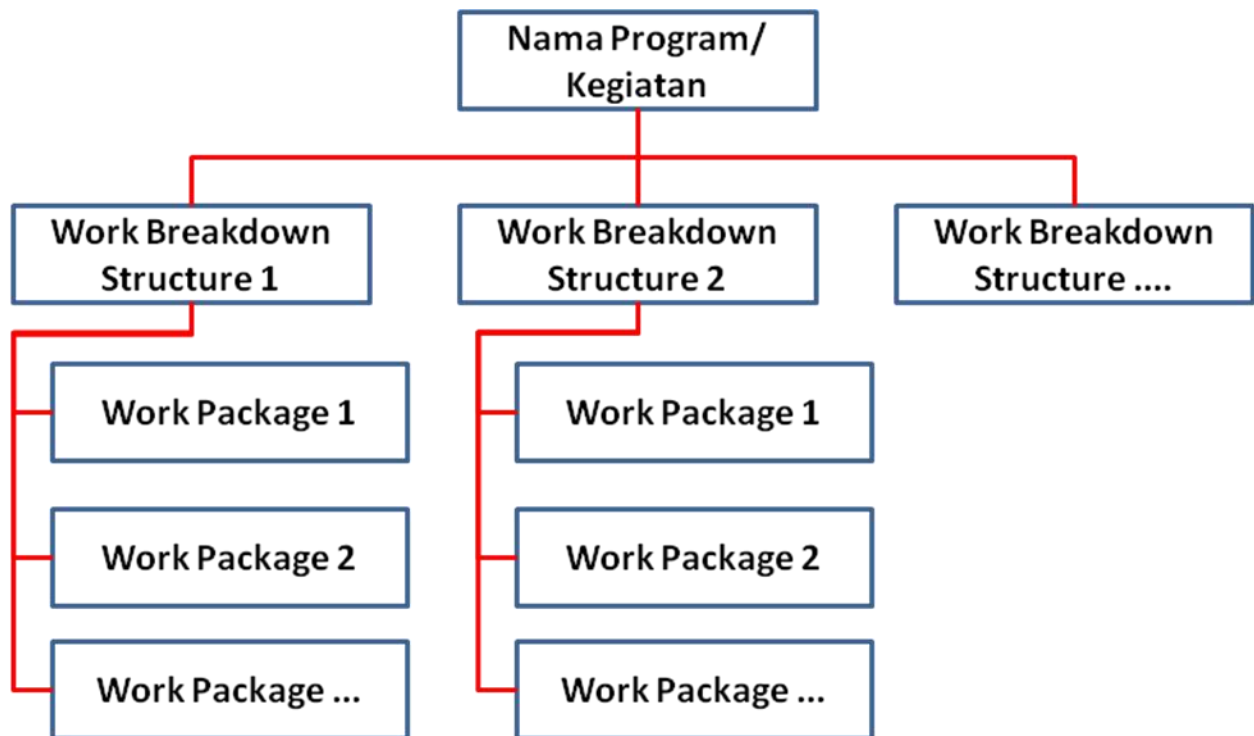 Nama Program/
Kegiatan
Work Breakdown
Structure 1
Work Breakdown
Structure 2
Work Breakdown
Structure ....
Work Package 1
Work Package 2
Work Package ...
Work Package 1
Work Package 2
Work Package ...